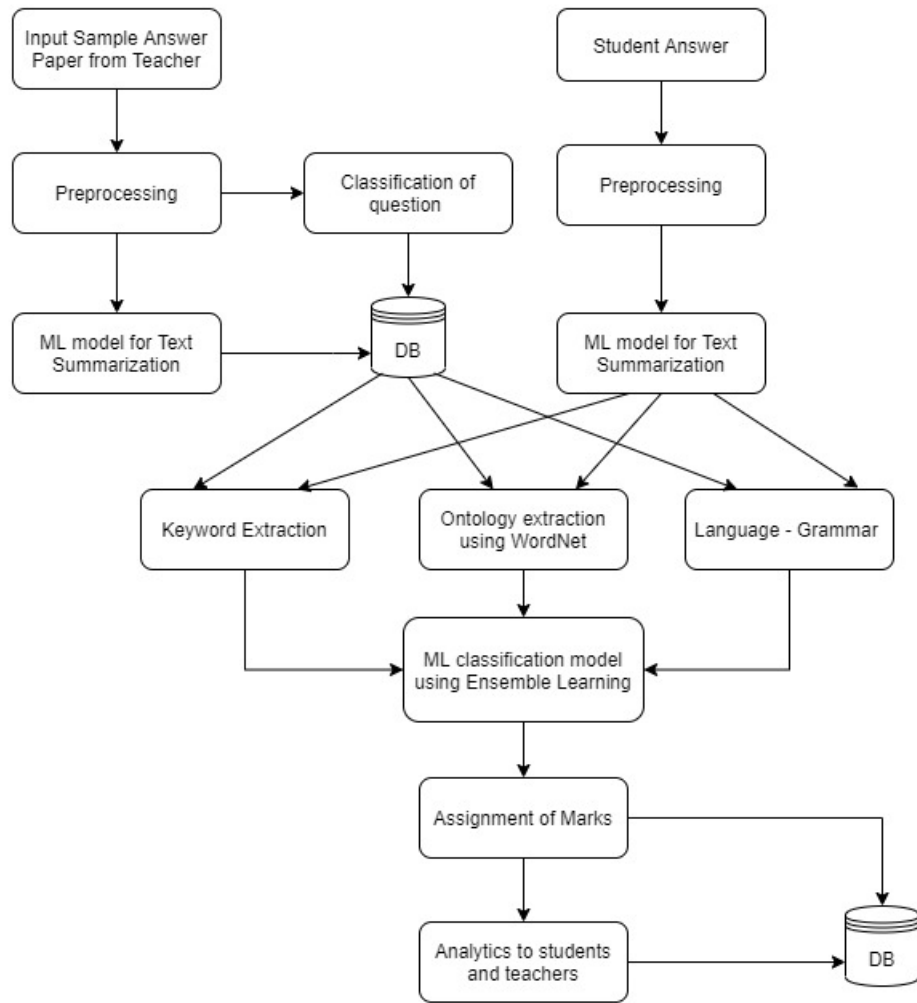 Input Sample Answer
Paper from Teacher
Student Answer
Preprocessing
Classification of
question
Preprocessing
ML model for Text
Summarization
DB
ML model for Text
Summarization
Keyword Extraction
Ontology extraction
using WordNet
Language - Grammar
ML classification model
using Ensemble Learning
Assignment of Marks
Analytics to students
and teachers
DB